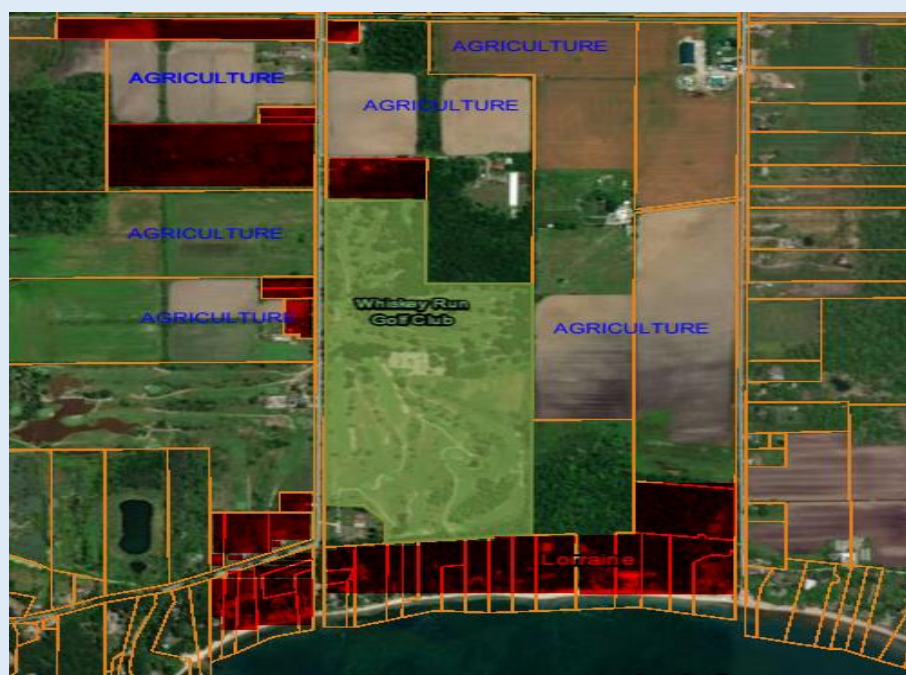 AGRICULTURE
AGRICULTURE
AGRICULTURE
AGRICULTURE
Whiskey Run
Golf Club
AGRICULTURE
AGRICULTURE
Lorraine